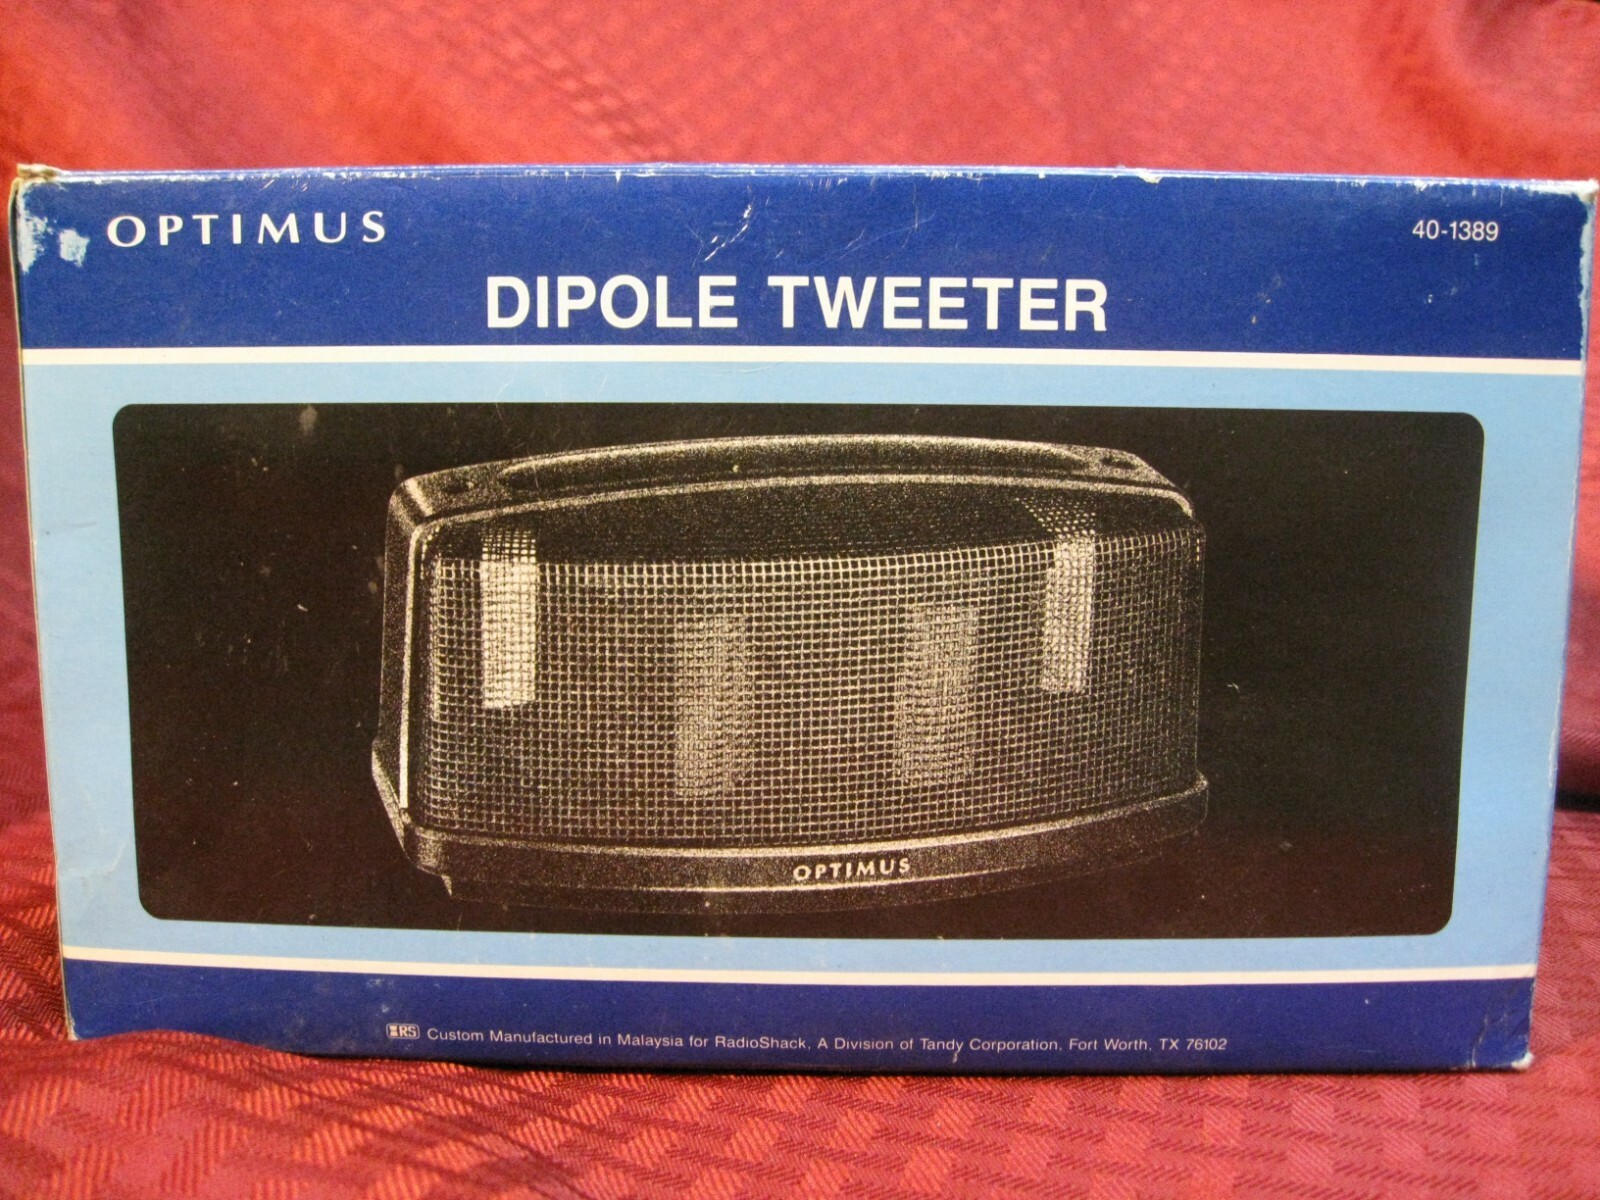 OPTIMUS
40-1389
DIPOLE TWEETER
OPTIMUS
RS Custom Manufactured in Malaysia for RadioShack, A Division of Tandy Corporation, Fort Worth, TX 76102